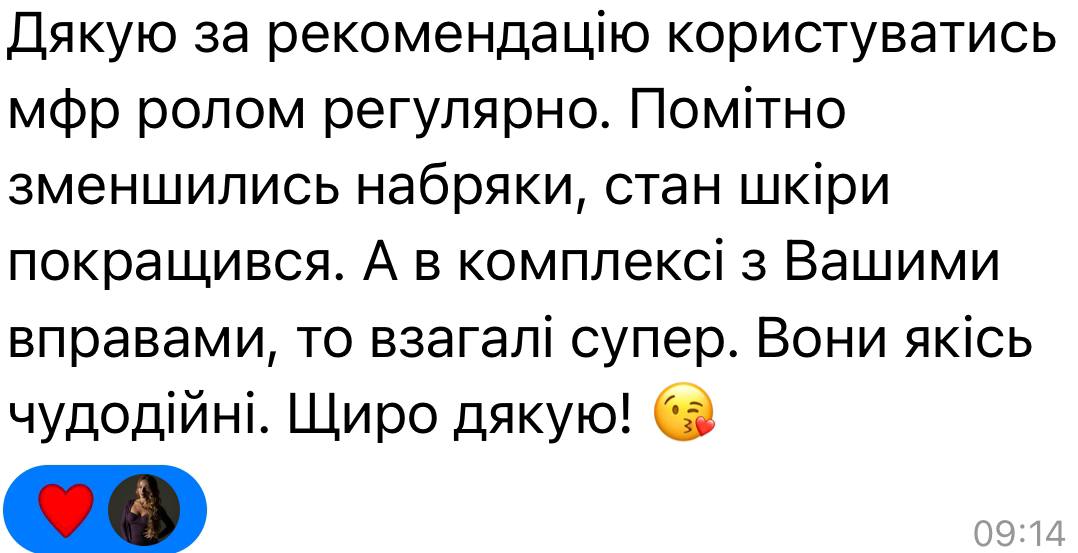 Дякую за рекомендацію користуватись
мфр ролом регулярно. Помітно
зменшились набряки, стан шкіри
покращився. А в комплексі з Вашими
вправами, то взагалі супер. Вони якісь
чудодійні. Щиро дякую! 😘
09:14